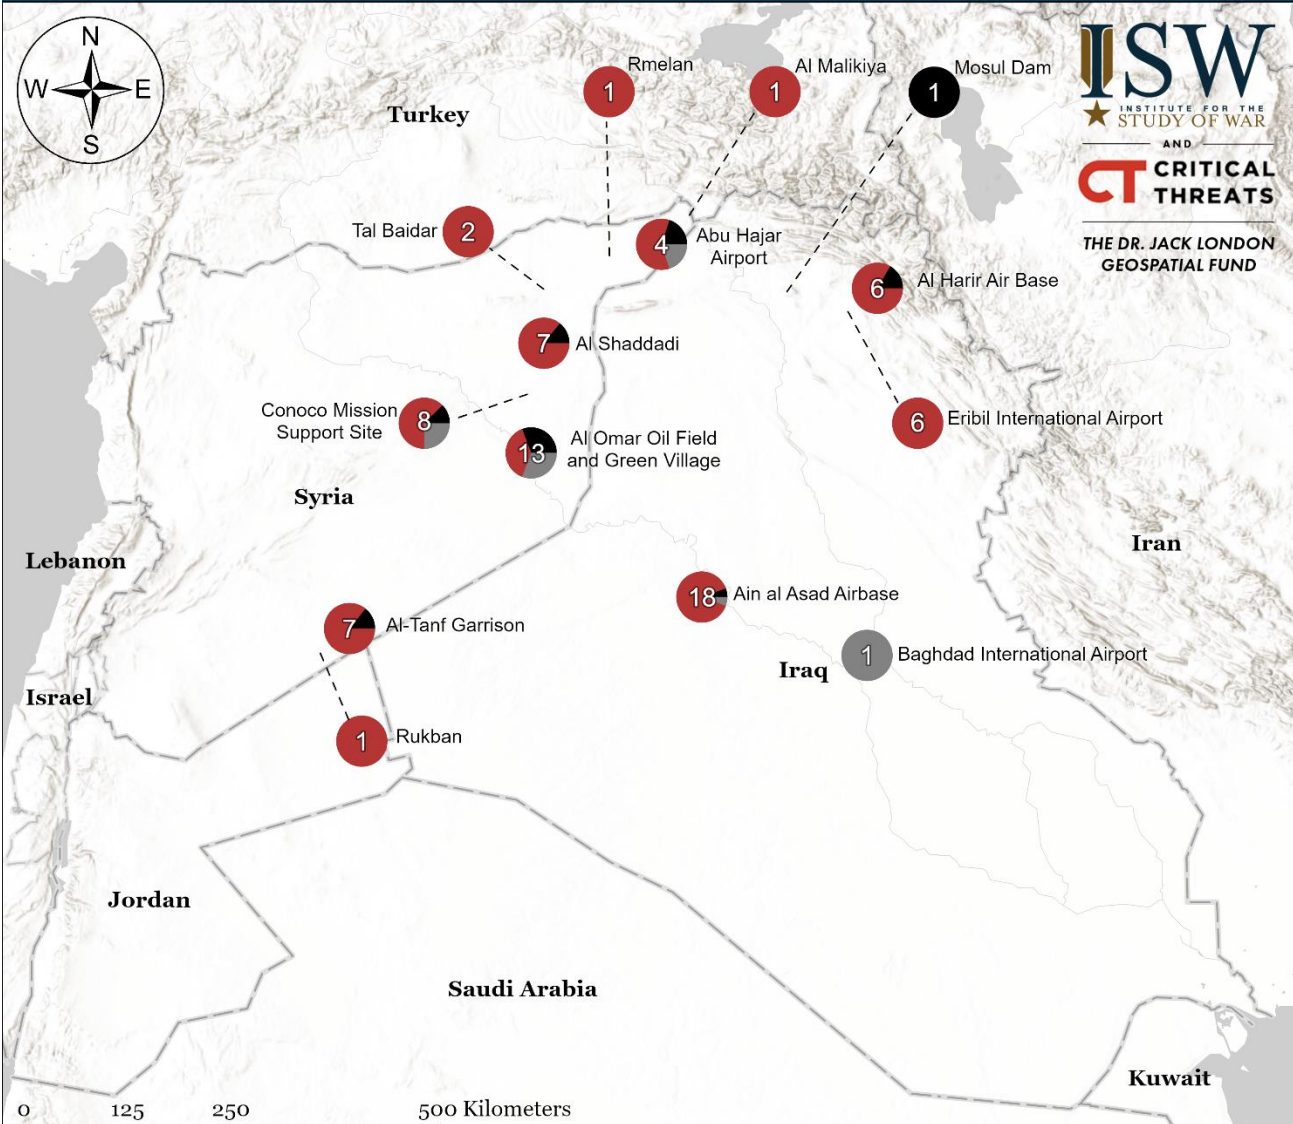 N
W
E
S
ISW
INSTITUTE FOR THE
STUDY OF WAR
AND
CT CRITICAL
THREATS
THE DR. JACK LONDON
GEOSPATIAL FUND
Rmelan
1
Al Malikiya
1
Mosul Dam
1
Turkey
Tal Baidar
2
4
Abu Hajar
Airport
6
Al Harir Air Base
7
Al Shaddadi
Conoco Mission
Support Site
8
13
Al Omar Oil Field
and Green Village
6
Eribil International Airport
Syria
Lebanon
Iran
18
Ain al Asad Airbase
7
Al-Tanf Garrison
1
Baghdad International Airport
Iraq
Israel
1
Rukban
Jordan
Saudi Arabia
Kuwait
0 125 250 500 Kilometers